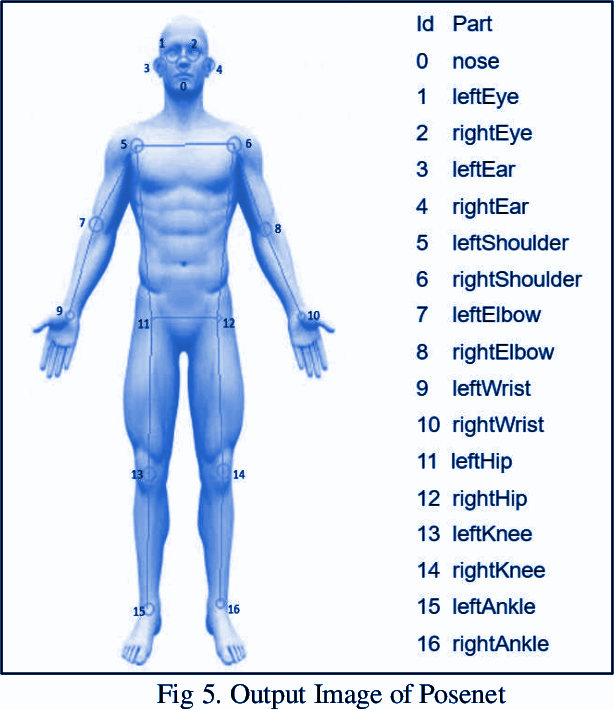 Id Part
0 nose
1 leftEye
2 rightEye
3 leftEar
4 rightEar
5 leftShoulder
6 rightShoulder
7 leftElbow
8 rightElbow
9 leftWrist
10 rightWrist
11 leftHip
12 rightHip
13 leftKnee
14 rightKnee
15 leftAnkle
16 rightAnkle
1 2
3 4
0
5 6
7 8
9 10
11 12
13 14
15 16
Fig 5. Output Image of Posenet